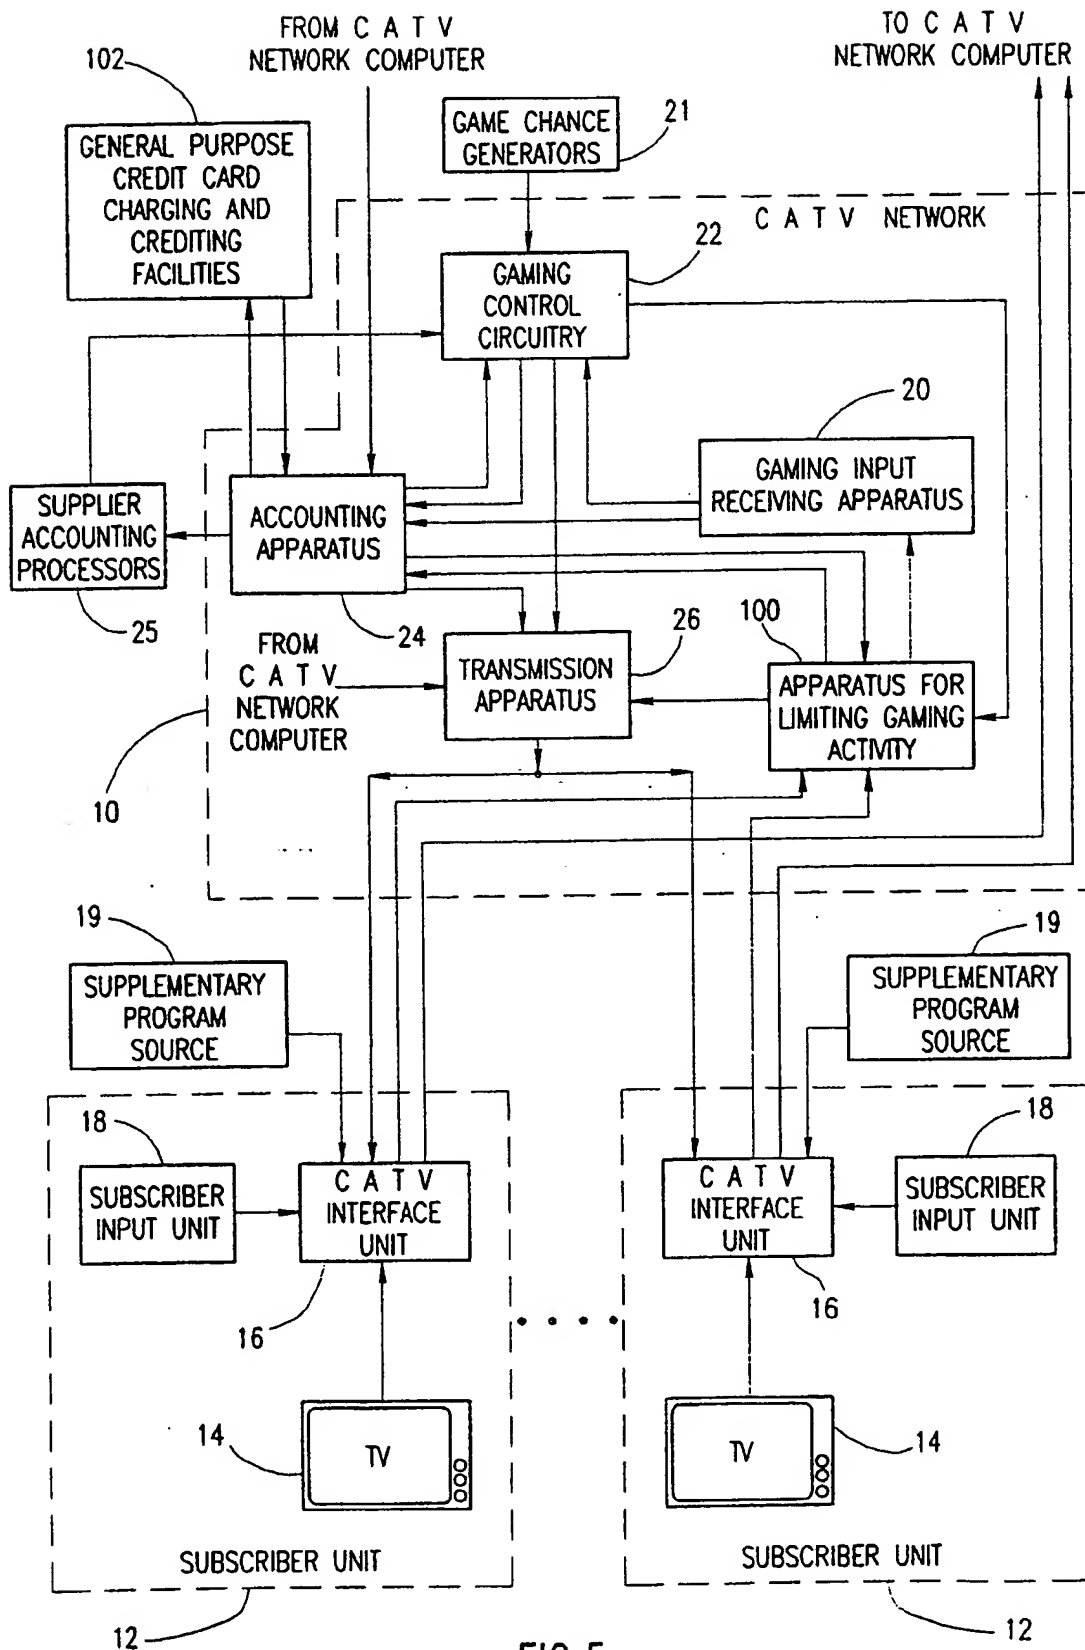 FROM C A T V
NETWORK COMPUTER
TO C A T V
NETWORK COMPUTER
102
GENERAL PURPOSE
CREDIT CARD
CHARGING AND
CREDITING
FACILITIES
GAME CHANCE
GENERATORS
21
C A T V NETWORK
22
GAMING
CONTROL
CIRCUITRY
20
GAMING INPUT
RECEIVING APPARATUS
SUPPLIER
ACCOUNTING
PROCESSORS
25
ACCOUNTING
APPARATUS
24
FROM
C A T V
NETWORK
COMPUTER
26
TRANSMISSION
APPARATUS
100
APPARATUS FOR
LIMITING GAMING
ACTIVITY
10
19
SUPPLEMENTARY
PROGRAM
SOURCE
19
SUPPLEMENTARY
PROGRAM
SOURCE
18
SUBSCRIBER
INPUT UNIT
C A T V
INTERFACE
UNIT
16
C A T V
INTERFACE
UNIT
16
18
SUBSCRIBER
INPUT UNIT
14
TV
TV
14
SUBSCRIBER UNIT
12
SUBSCRIBER UNIT
12